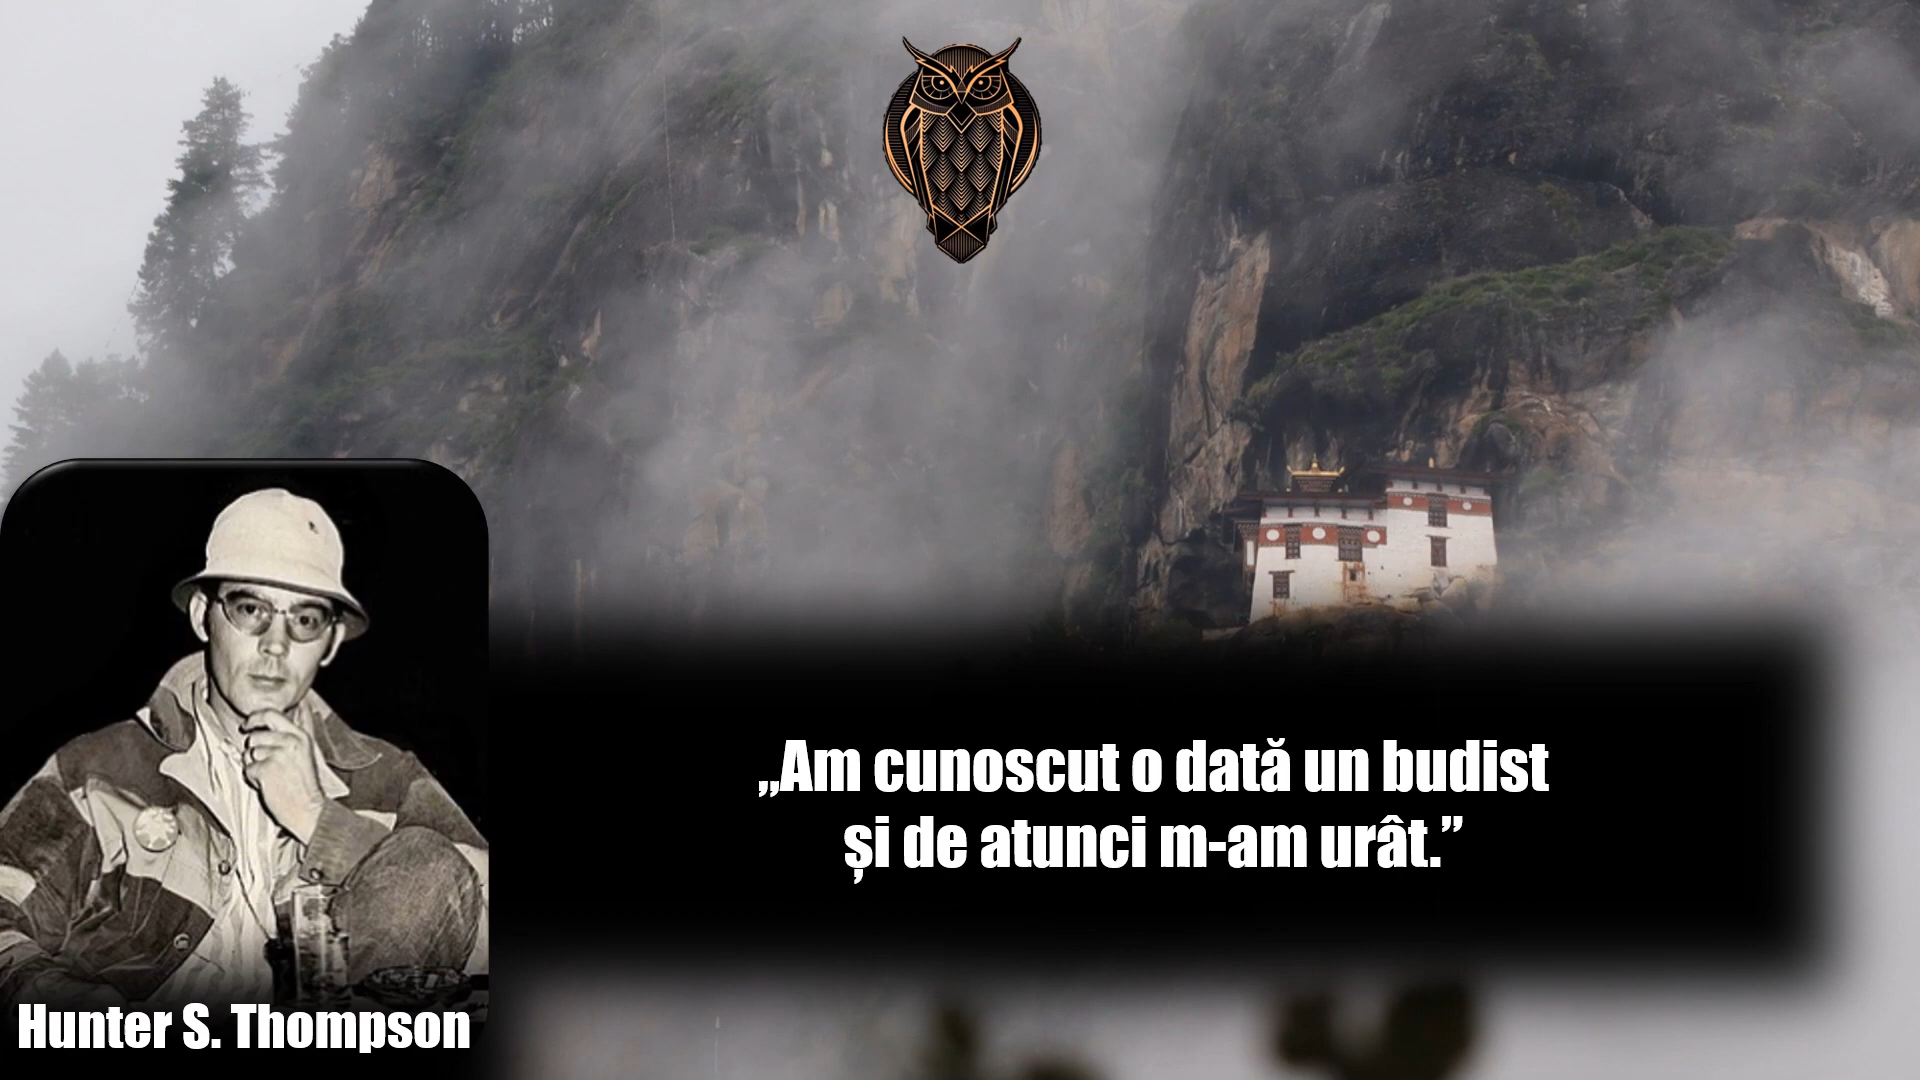 „Am cunoscut o dată un budist
și de atunci m-am urât.”
Hunter S. Thompson